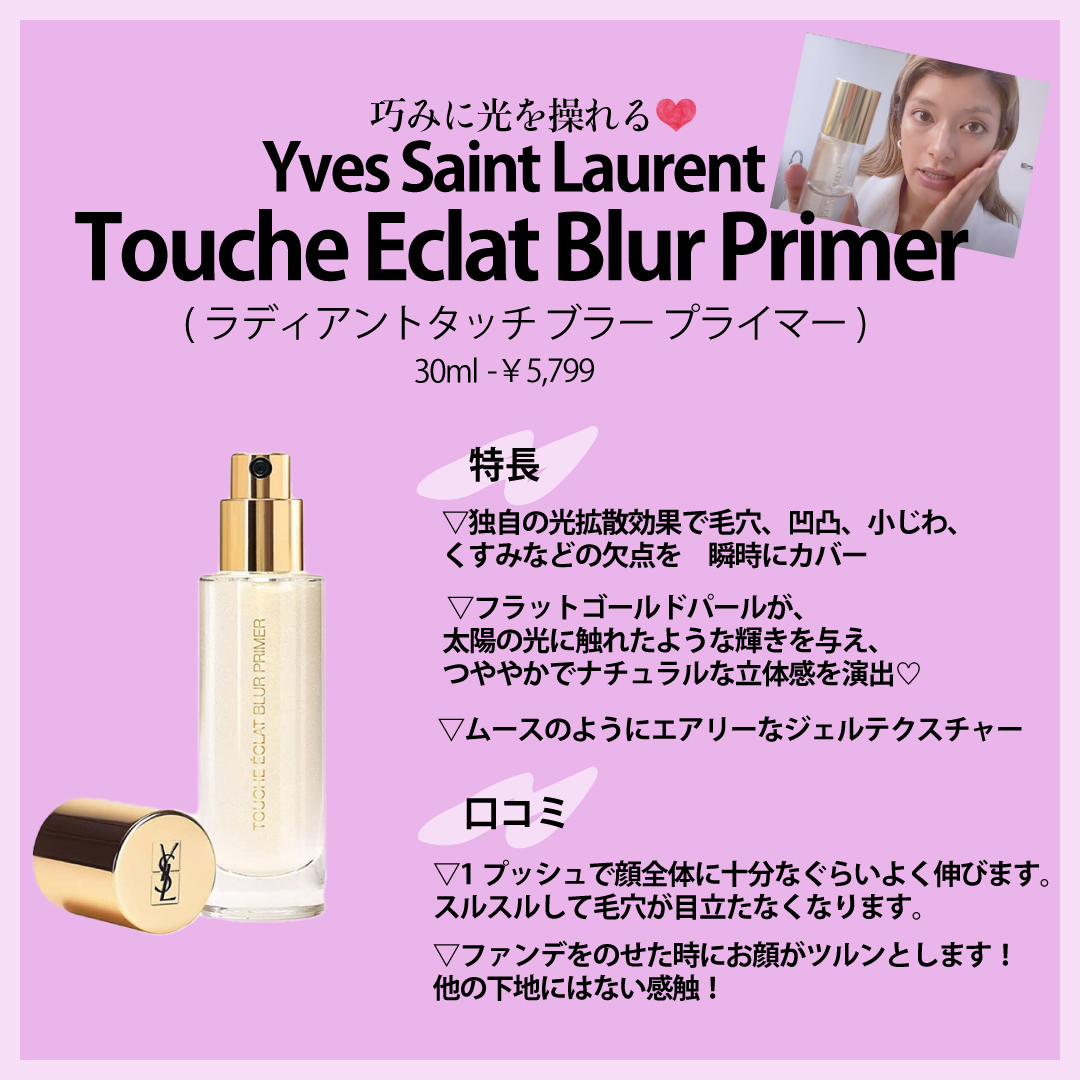 巧みに光を操れる
Yves Saint Laurent
Touche Eclat Blur Primer
( ラディアントタッチ ブラー プライマー )
30ml -￥5,799
特長
▽独自の光拡散効果で毛穴、凹凸、小じわ、
くすみなどの欠点を　瞬時にカバー
▽フラットゴールドパールが、
太陽の光に触れたような輝きを与え、
つややかでナチュラルな立体感を演出♡
▽ムースのようにエアリーなジェルテクスチャー
TOUCHE ÉCLAT BLUR PRIMER
YSL
口コミ
▽1 プッシュで顔全体に十分なぐらいよく伸びます。
スルスルして毛穴が目立たなくなります。
▽ファンデをのせた時にお顔がツルンとします！
他の下地にはない感触！